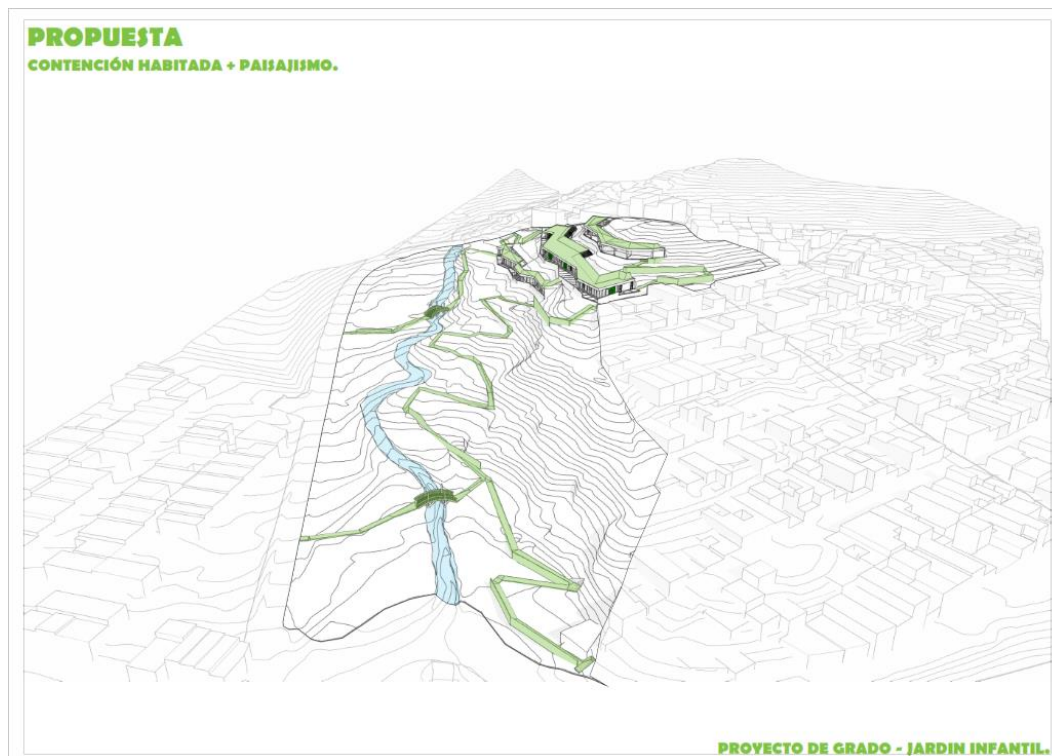 PROPUESTA
CONTENCIÓN HABITADA + PAISAJISMO.
PROYECTO DE GRADO - JARDIN INFANTIL.